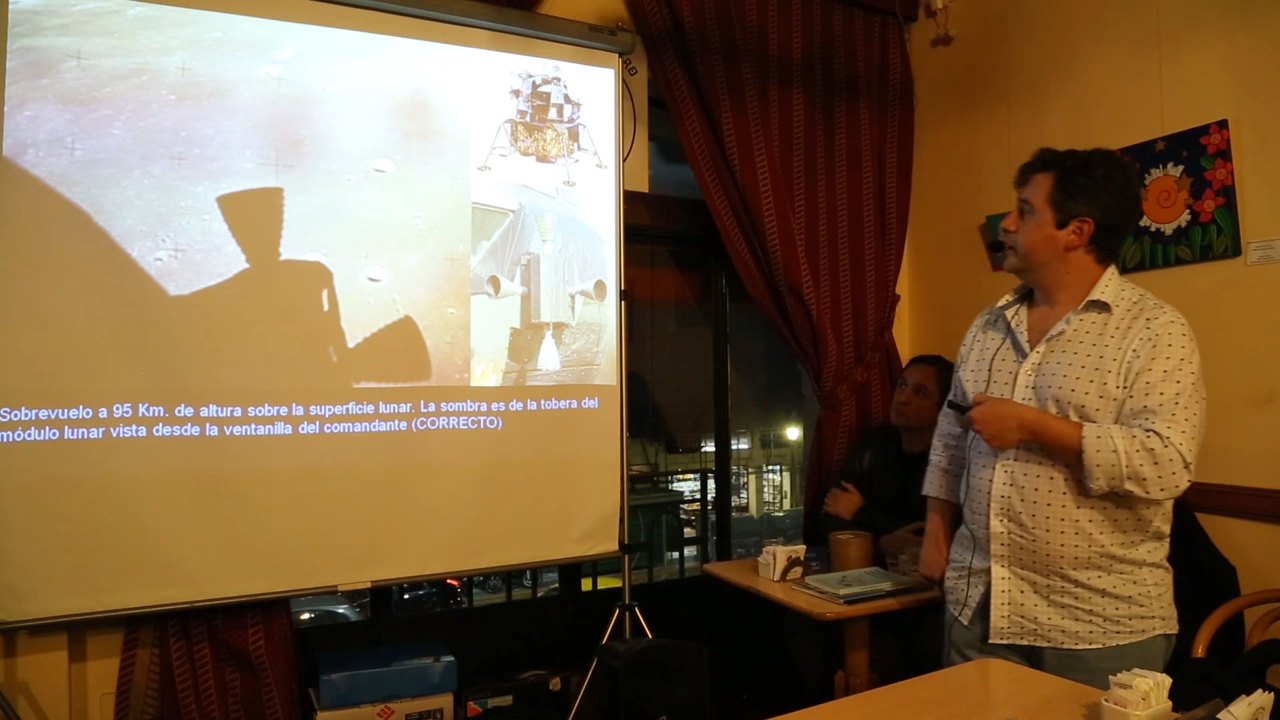 Sobrevuelo a 95 Km. de altura sobre la superficie lunar. La sombra es de la tobera del
módulo lunar vista desde la ventanilla del comandante (CORRECTO)